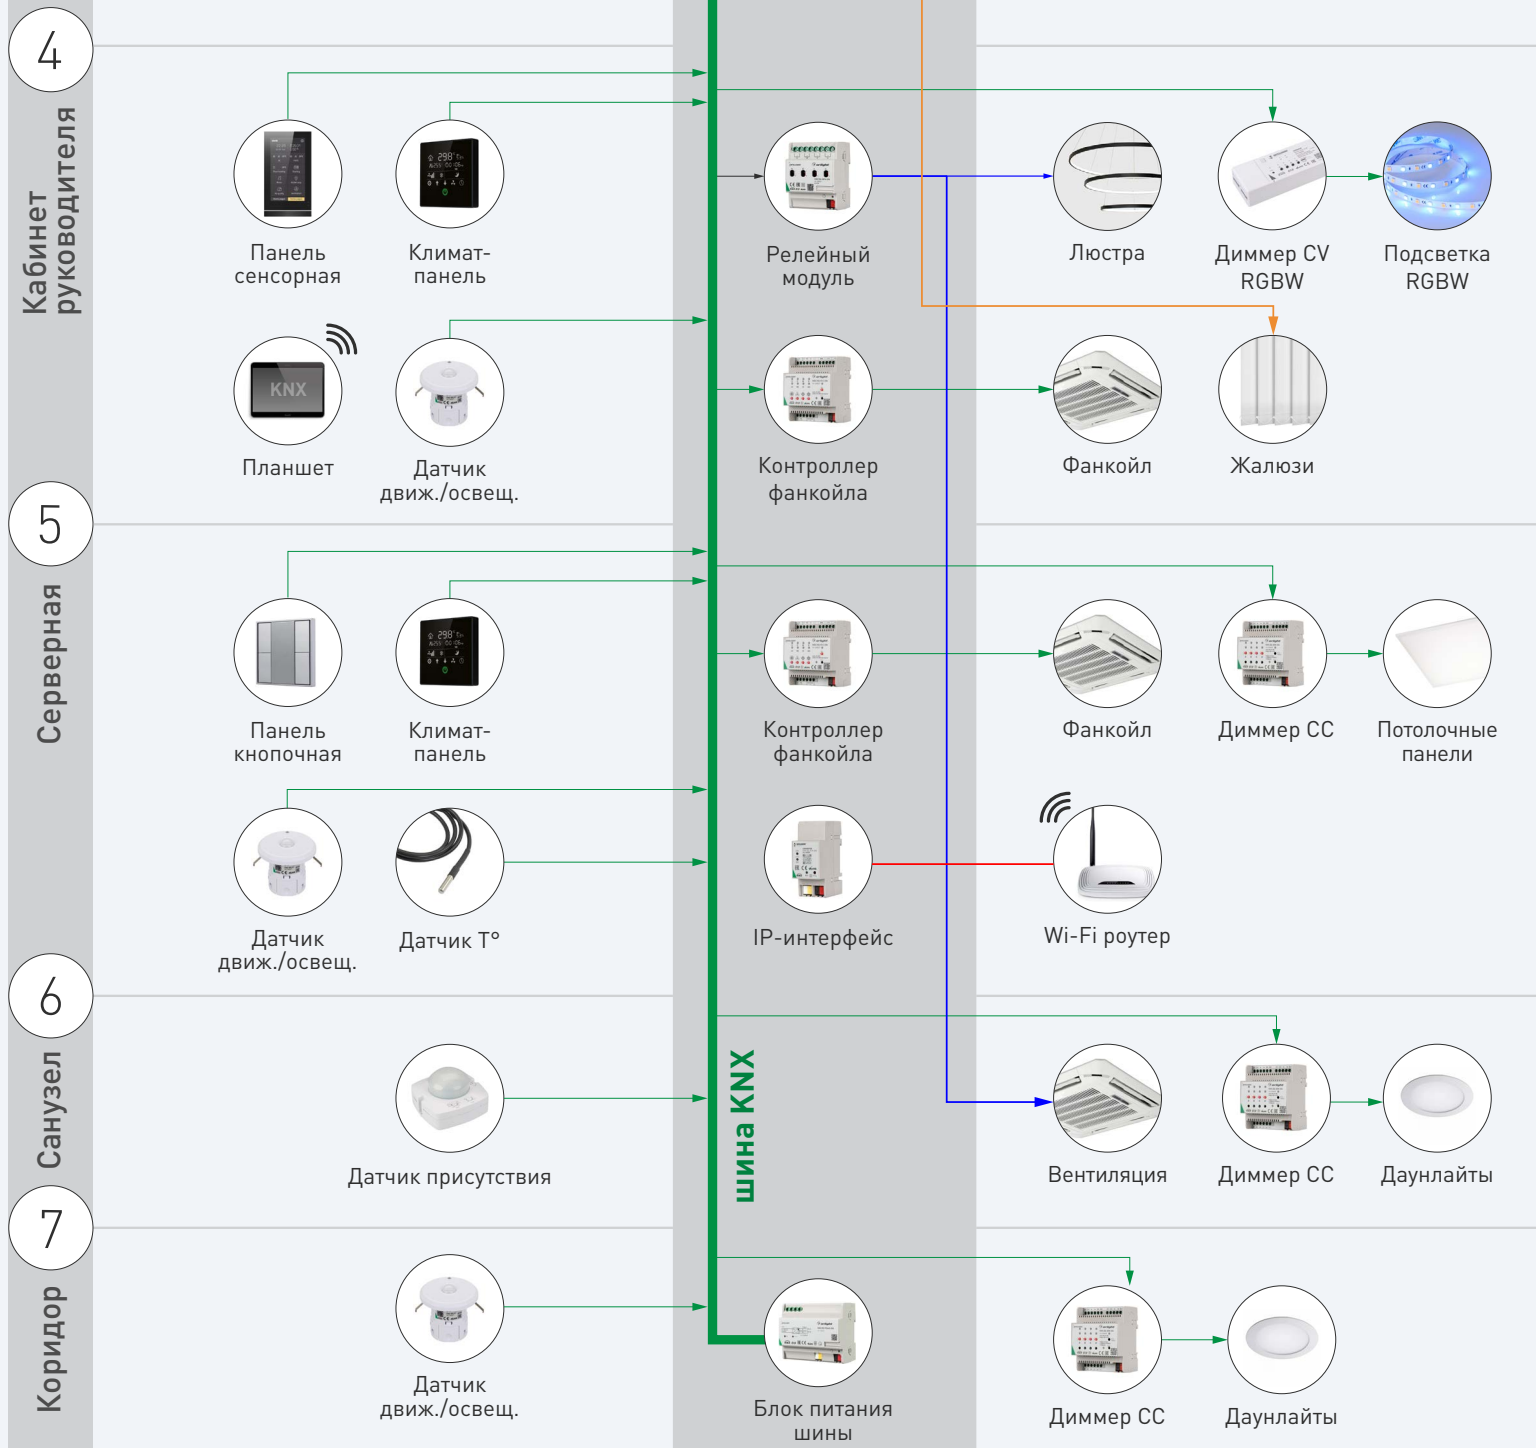 4
Кабинет
руководителя
Панель
сенсорная
Климат-
панель
Релейный
модуль
Люстра
Диммер CV
RGBW
Подсветка
RGBW
KNX
Планшет
Датчик
движ./освещ.
Контроллер
фанкойла
Фанкойл
Жалюзи
5
Серверная
Панель
кнопочная
Климат-
панель
Контроллер
фанкойла
Фанкойл
Диммер CC
Потолочные
панели
Датчик
движ./освещ.
Датчик T°
IP-интерфейс
Wi-Fi роутер
6
Санузел
Датчик присутствия
шина KNX
Вентиляция
Диммер CC
Даунлайты
7
Коридор
Датчик
движ./освещ.
Блок питания
шины
Диммер CC
Даунлайты